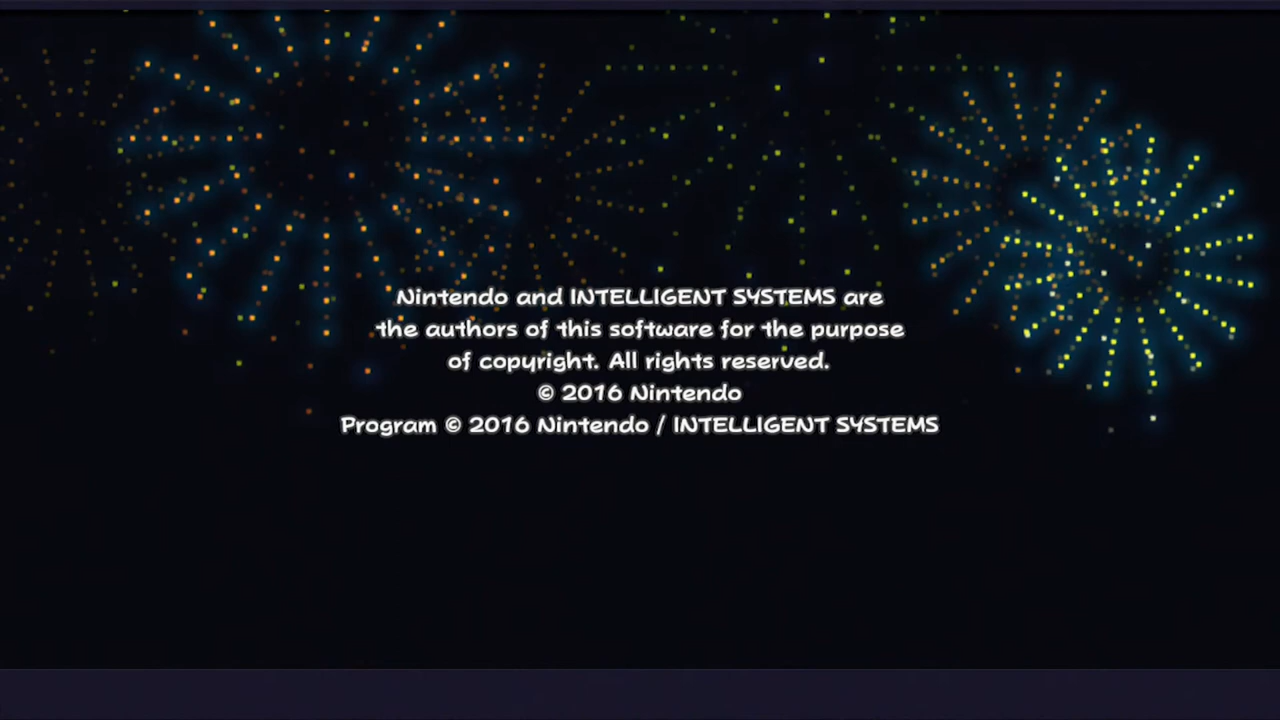 Nintendo and INTELLIGENT SYSTEMS are
the authors of this software for the purpose
of copyright. All rights reserved.
© 2016 Nintendo
Program © 2016 Nintendo / INTELLIGENT SYSTEMS